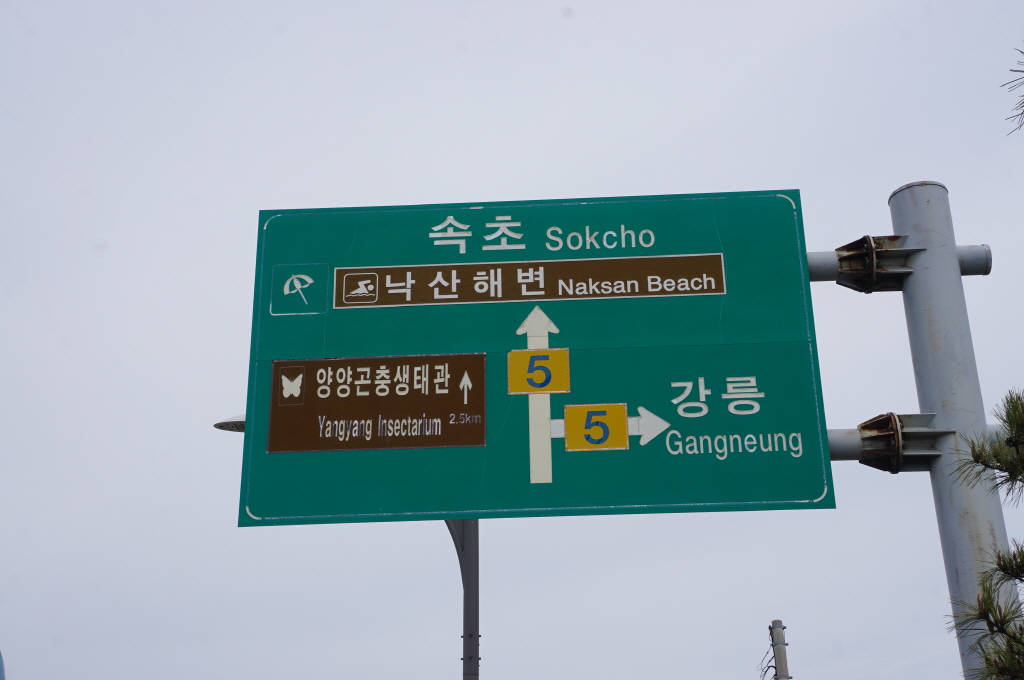 속초 Sokcho
낙산해변 Naksan Beach
5
양양곤충생태관
Yangyang Insectarium 2.5km
5
강릉
Gangneung